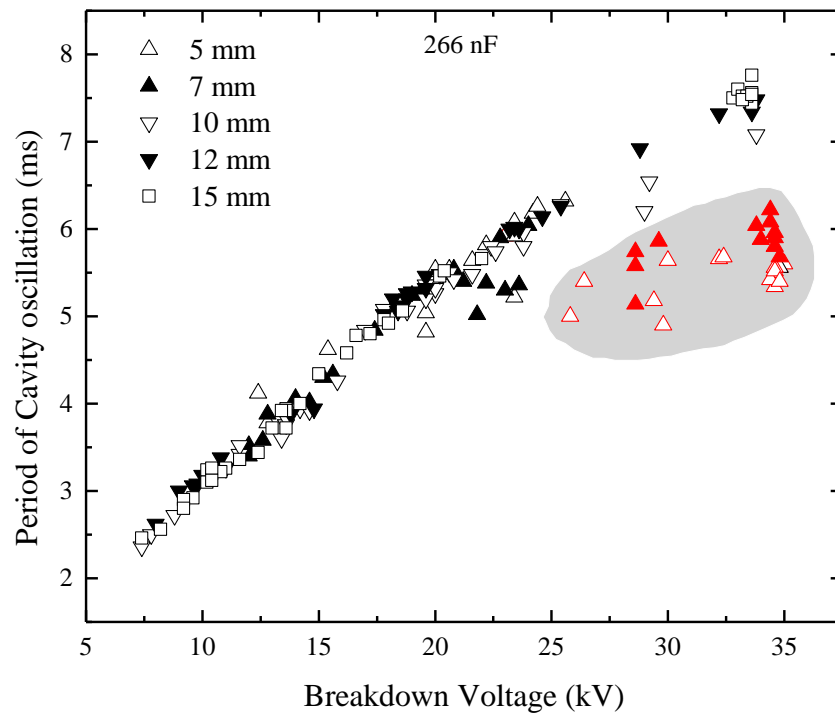 266 nF
5 mm
7 mm
10 mm
12 mm
15 mm
Period of Cavity oscillation (ms)
8
7
6
5
4
3
2
5 10 15 20 25 30 35
Breakdown Voltage (kV)